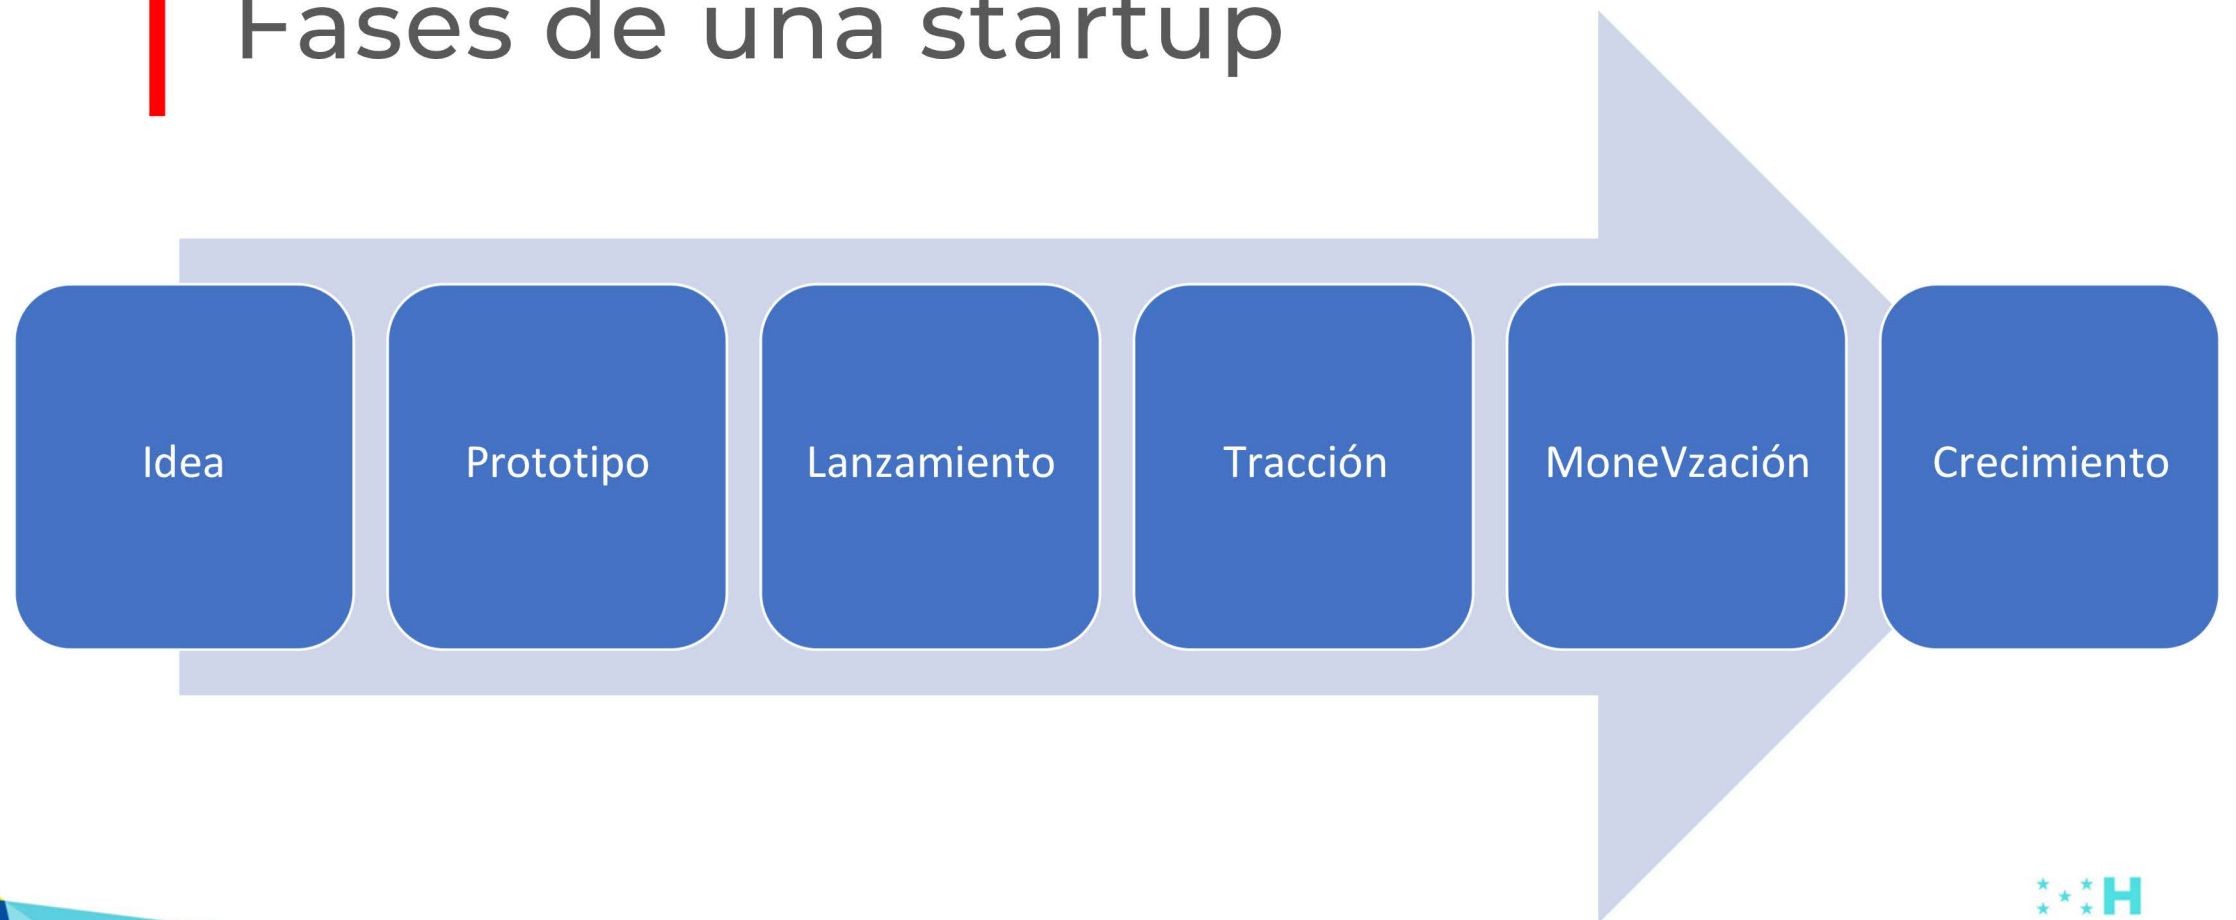 Fases de una startup
Idea
Prototipo
Lanzamiento
Tracción
MoneVzación
Crecimiento
H